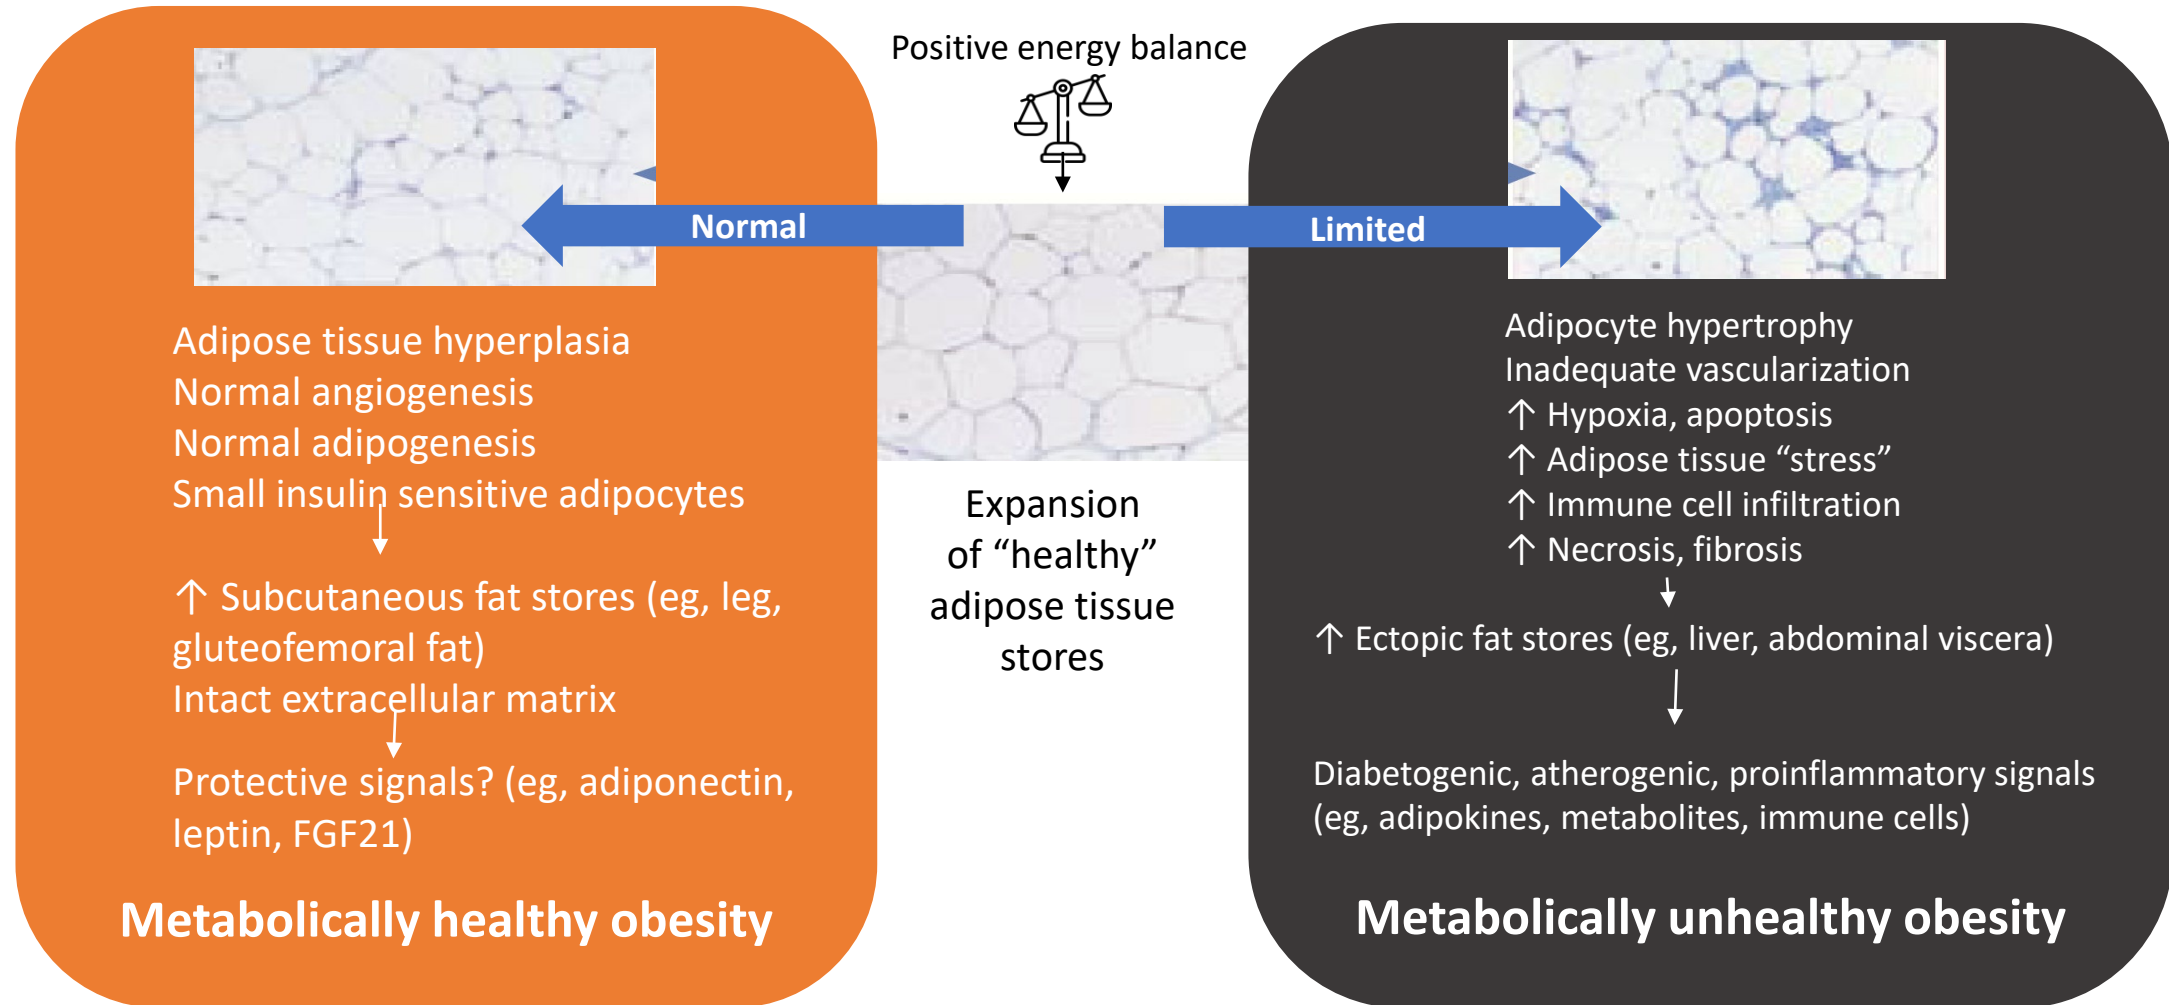 Positive energy balance
Normal
Limited
Adipose tissue hyperplasia
Normal angiogenesis
Normal adipogenesis
Small insulin sensitive adipocytes
↑ Subcutaneous fat stores (eg, leg,
gluteofemoral fat)
Intact extracellular matrix
Protective signals? (eg, adiponectin,
leptin, FGF21)
Metabolically healthy obesity
Expansion
of “healthy”
adipose tissue
stores
Adipocyte hypertrophy
Inadequate vascularization
↑ Hypoxia, apoptosis
↑ Adipose tissue “stress”
↑ Immune cell infiltration
↑ Necrosis, fibrosis
↑ Ectopic fat stores (eg, liver, abdominal viscera)
Diabetogenic, atherogenic, proinflammatory signals
(eg, adipokines, metabolites, immune cells)
Metabolically unhealthy obesity